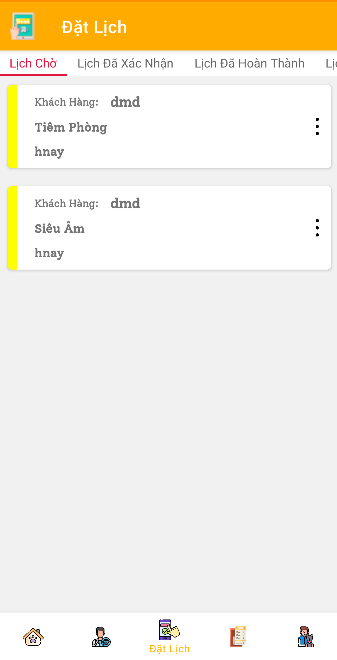 Đặt Lịch
Lịch Chờ Lịch Đã Xác Nhận Lịch Đã Hoàn Thành
Khách Hàng: dmd
Tiêm Phòng
hnay
Khách Hàng: dmd
Siêu Âm
hnay
Đặt Lịch